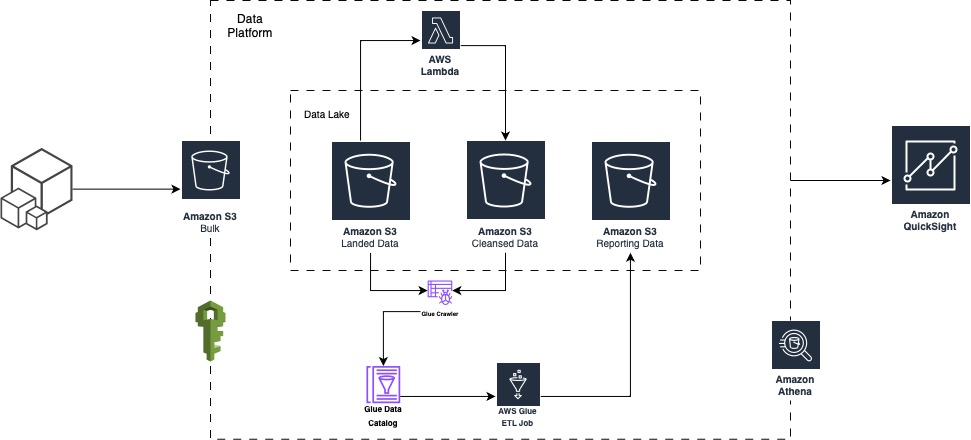 Data
Platform
AWS
Lambda
Data Lake
Amazon S3
Bulk
Amazon S3
Landed Data
Amazon S3
Cleansed Data
Amazon S3
Reporting Data
Amazon
QuickSight
Glue Crawler
Amazon
Athena
Glue Data
Catalog
AWS Glue
ETL Job